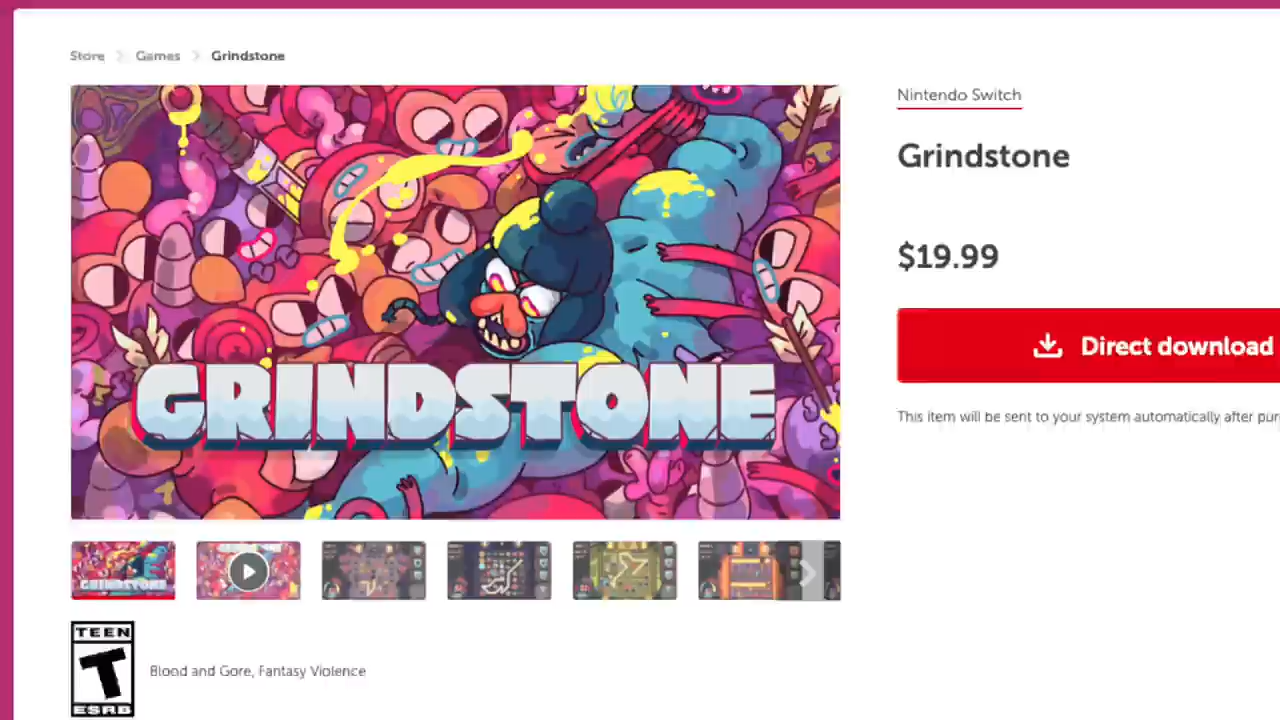 Store > Games > Grindstone
Nintendo Switch
Grindstone
$19.99
Direct download
This item will be sent to your system automatically after pur
GRINDSTONE
GRINDSTONE
TEEN
T
ESRB
Blood and Gore, Fantasy Violence